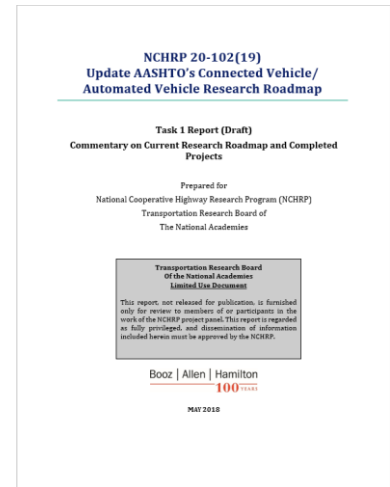 NCHRP 20-102(19)
Update AASHTO's Connected Vehicle/
Automated Vehicle Research Roadmap
Task 1 Report (Draft)
Commentary on Current Research Roadmap and Completed
Projects
Prepared for
National Cooperative Highway Research Program (NCHRP)
Transportation Research Board of
The National Academies
Transportation Research Board
Of the National Academies
Limited Use Document
This report, not released for publication, is furnished
only for review to members of or participants in the
work of the NCHRP project panel. This report is regarded
as fully privileged, and dissemination of information
included herein must be approved by the NCHRP.
Booz | Allen | Hamilton
100 YEARS
MAY 2018